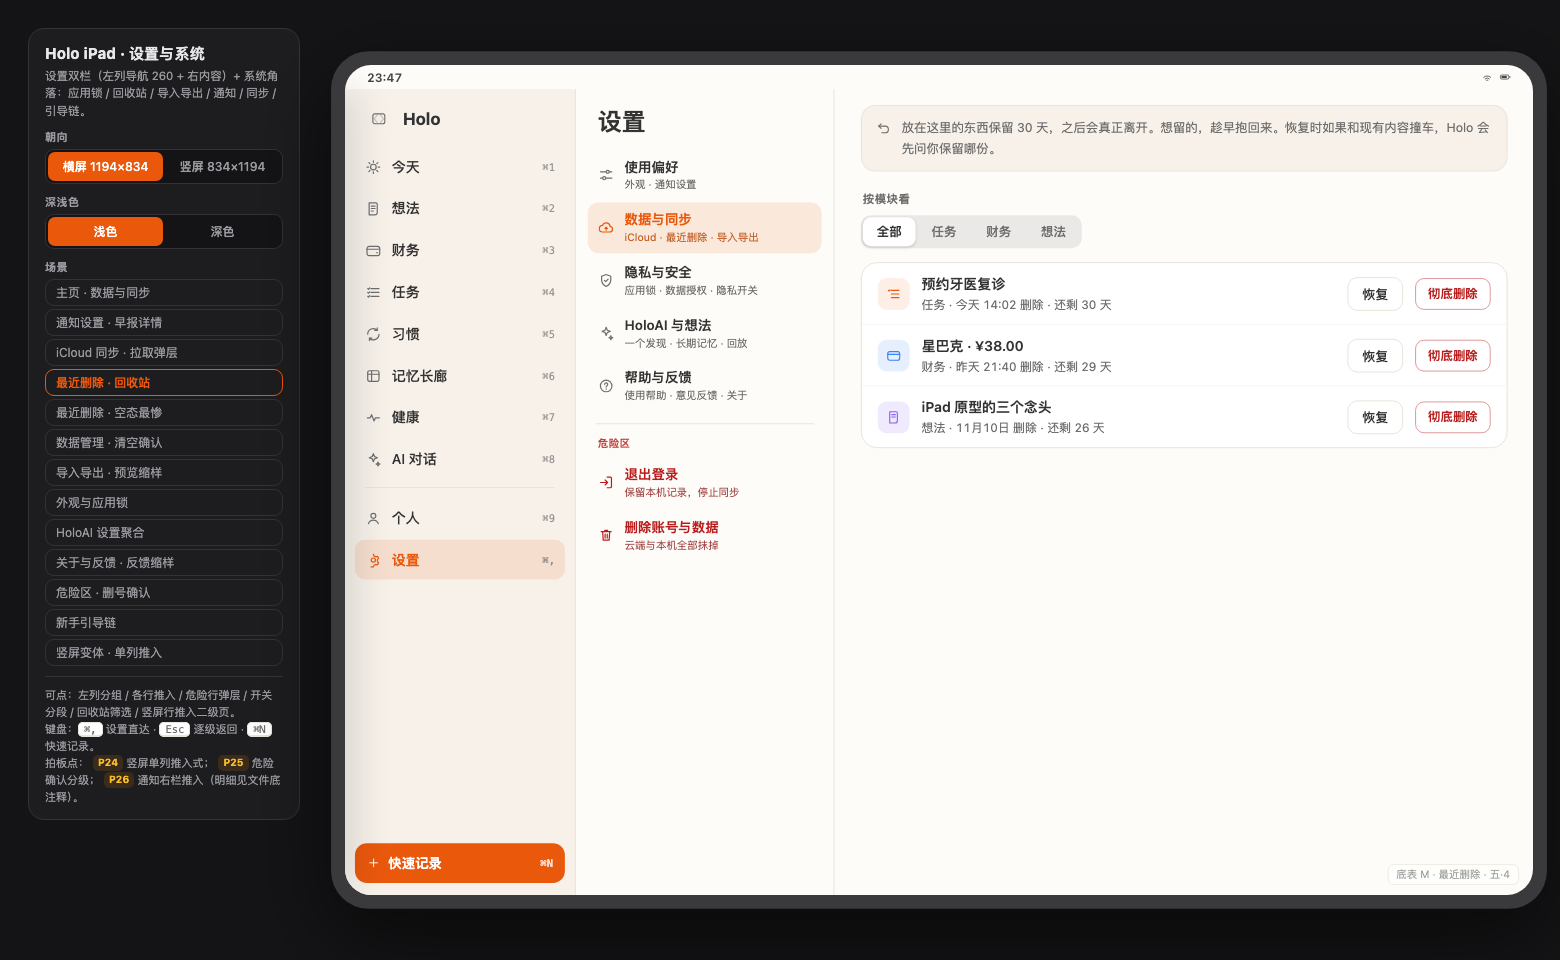 Holo iPad · 设置与系统
设置双栏（左列导航 260 + 右内容）+ 系统角
落：应用锁 / 回收站 / 导入导出 / 通知 / 同步 /
引导链。
朝向
横屏 1194×834
竖屏 834×1194
深浅色
浅色
深色
场景
主页 · 数据与同步
通知设置 · 早报详情
iCloud 同步 · 拉取弹层
最近删除 · 回收站
最近删除 · 空态最惨
数据管理 · 清空确认
导入导出 · 预览缩样
外观与应用锁
HoloAI 设置聚合
关于与反馈 · 反馈缩样
危险区 · 删号确认
新手引导链
竖屏变体 · 单列推入
可点：左列分组 / 各行推入 / 危险行弹层 / 开关
分段 / 回收站筛选 / 竖屏行推入二级页。
键盘： ⌘, 设置直达 · Esc 逐级返回 · ⌘N
快速记录。
拍板点： P24 竖屏单列推入式； P25 危险
确认分级； P26 通知右栏推入（明细见文件底
注释）。
23:47
Holo
今天 ⌘1
想法 ⌘2
财务 ⌘3
任务 ⌘4
习惯 ⌘5
记忆长廊 ⌘6
健康 ⌘7
AI 对话 ⌘8
个人 ⌘9
设置 ⌘,
快速记录 ⌘N
设置
使用偏好
外观 · 通知设置
数据与同步
iCloud · 最近删除 · 导入导出
隐私与安全
应用锁 · 数据授权 · 隐私开关
HoloAI 与想法
一个发现 · 长期记忆 · 回放
帮助与反馈
使用帮助 · 意见反馈 · 关于
危险区
退出登录
保留本机记录，停止同步
删除账号与数据
云端与本机全部抹掉
放在这里的东西保留 30 天，之后会真正离开。想留的，趁早抱回来。恢复时如果和现有内容撞车，Holo 会
先问你保留哪份。
按模块看
全部 任务 财务 想法
预约牙医复诊
任务 · 今天 14:02 删除 · 还剩 30 天
恢复 彻底删除
星巴克 · ¥38.00
财务 · 昨天 21:40 删除 · 还剩 29 天
恢复 彻底删除
iPad 原型的三个念头
想法 · 11月10日 删除 · 还剩 26 天
恢复 彻底删除
底表 M · 最近删除 · 五·4